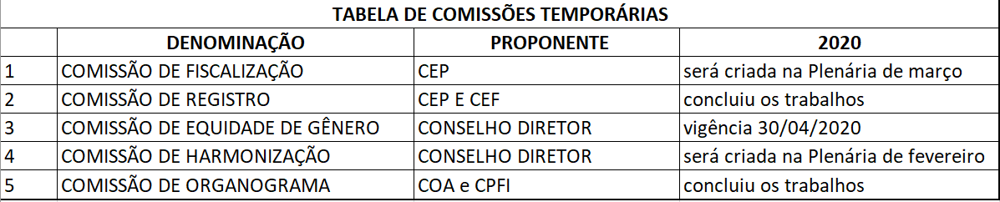 TABELA DE COMISSÕES TEMPORÁRIAS
DENOMINAÇÃO PROPONENTE 2020
1 COMISSÃO DE FISCALIZAÇÃO CEP será criada na Plenária de março
2 COMISSÃO DE REGISTRO CEP E CEF concluiu os trabalhos
3 COMISSÃO DE EQUIDADE DE GÊNERO CONSELHO DIRETOR vigência 30/04/2020
4 COMISSÃO DE HARMONIZAÇÃO CONSELHO DIRETOR será criada na Plenária de fevereiro
5 COMISSÃO DE ORGANOGRAMA COA e CPFI concluiu os trabalhos